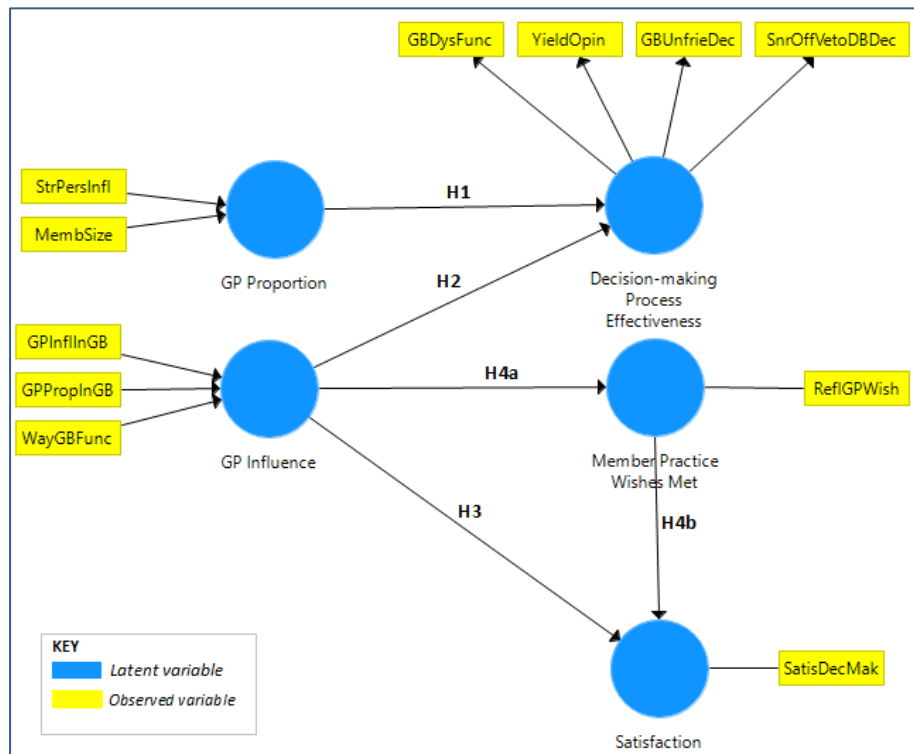 GBDysFunc
YieldOpin
GBUnfrieDec
SnrOffVetoDBDec
StrPersInfl
MembSize
H1
GP Proportion
Decision-making
Process
Effectiveness
H2
GPInflInGB
GPPropInGB
WayGBFunc
GP Influence
H4a
ReflGPWish
Member Practice
Wishes Met
H3
H4b
SatisDecMak
Satisfaction
KEY
Latent variable
Observed variable